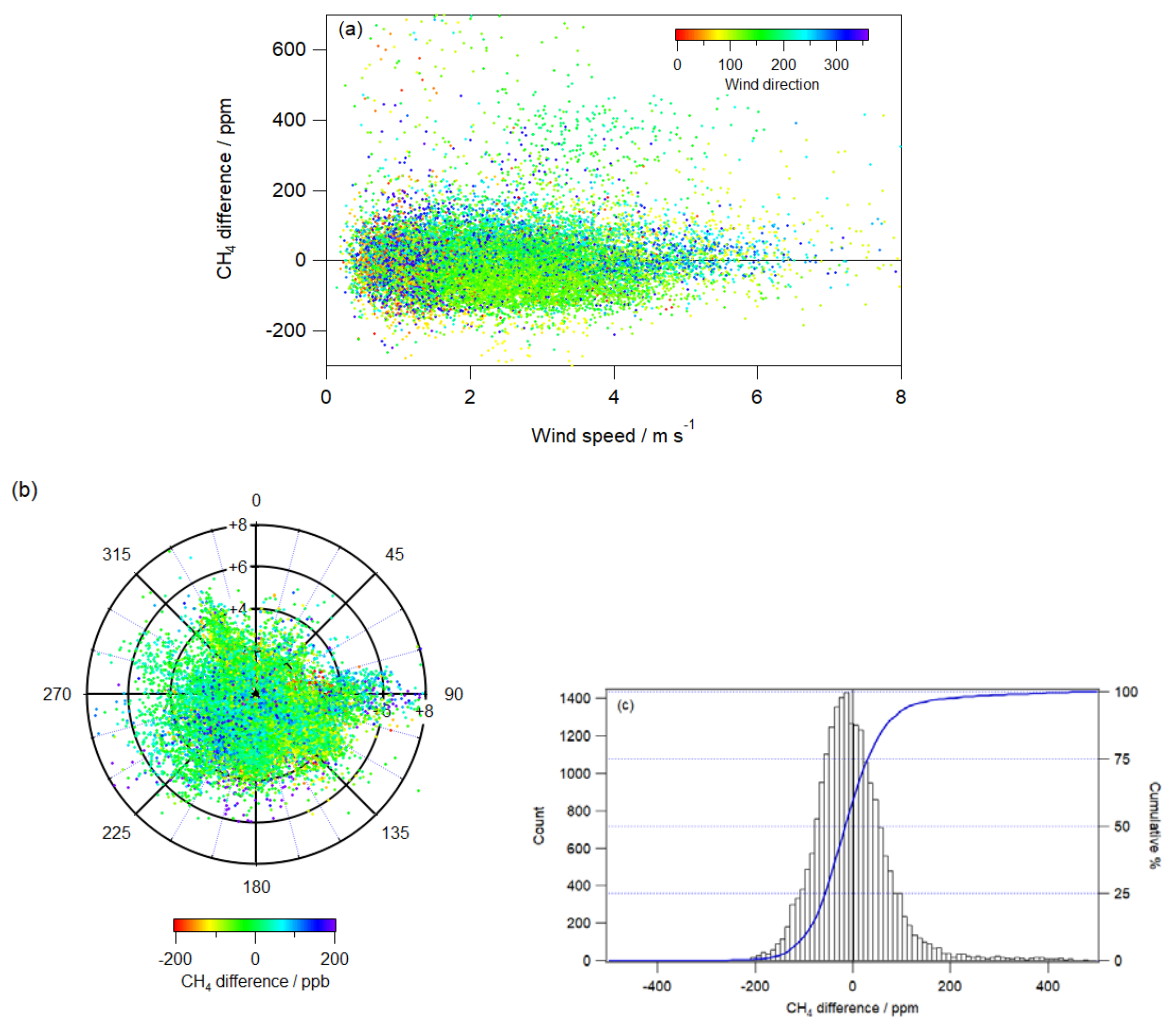 (a)
600
400
200
0
-200
CH4 difference / ppm
0 100 200 300
Wind direction
0 2 4 6 8
Wind speed / m s-1
(b)
0
45
90
135
180
225
270
315
+8
+6
+4
+8
-200 0 200
CH4 difference / ppb
(c)
1400
1200
1000
800
600
400
200
0
Count
100
75
50
25
0
Cumulative %
-400 -200 0 200 400
CH4 difference / ppm